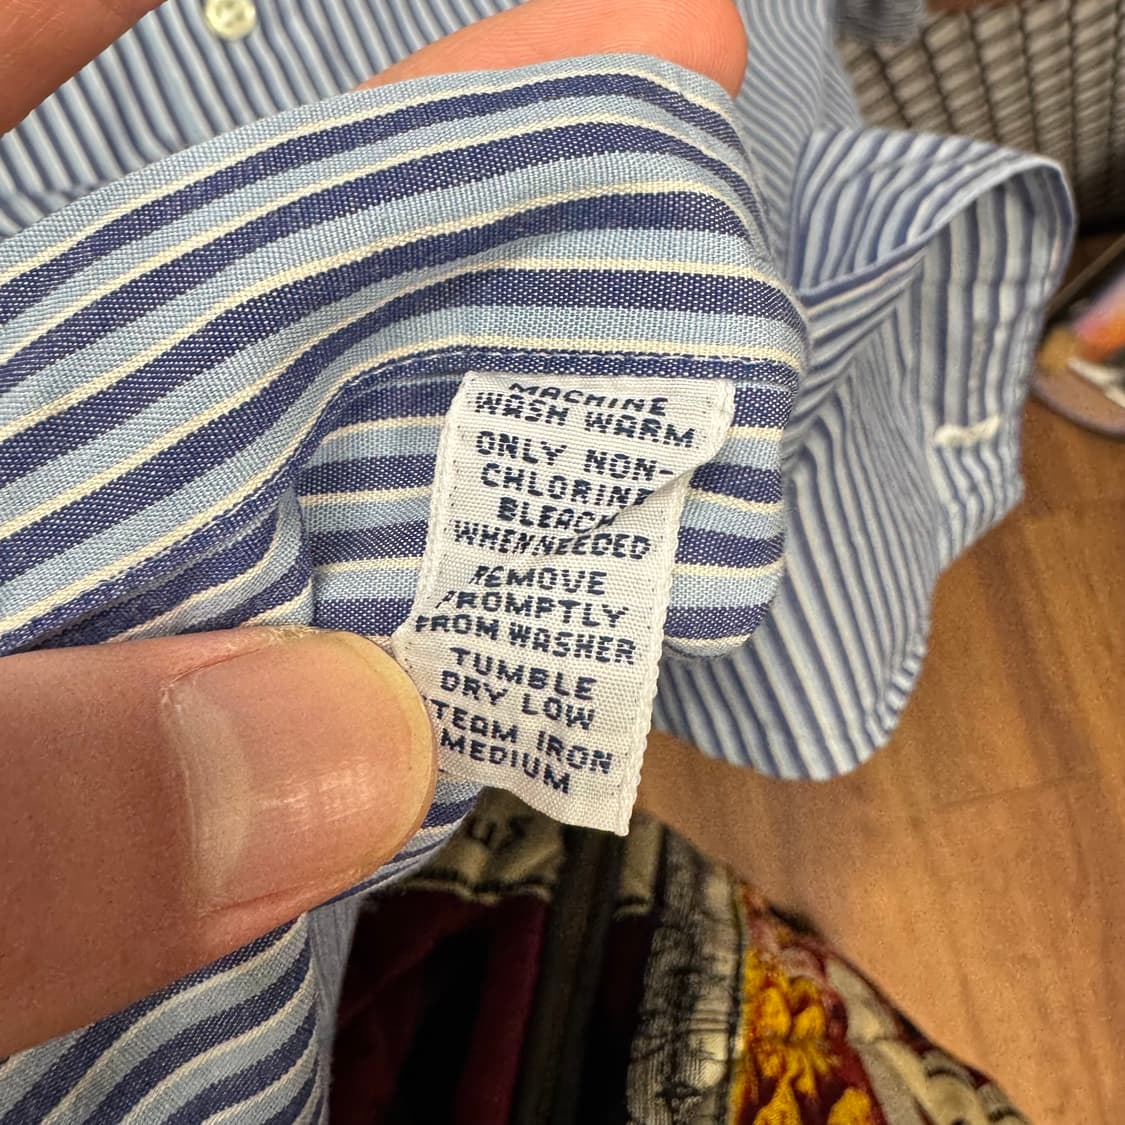 MACHINE
WASH WARM
ONLY NON-
CHLORINE
BLEACH
WHEN NEEDED
REMOVE
PROMPTLY
FROM WASHER
TUMBLE
DRY LOW
STEAM IRON
MEDIUM